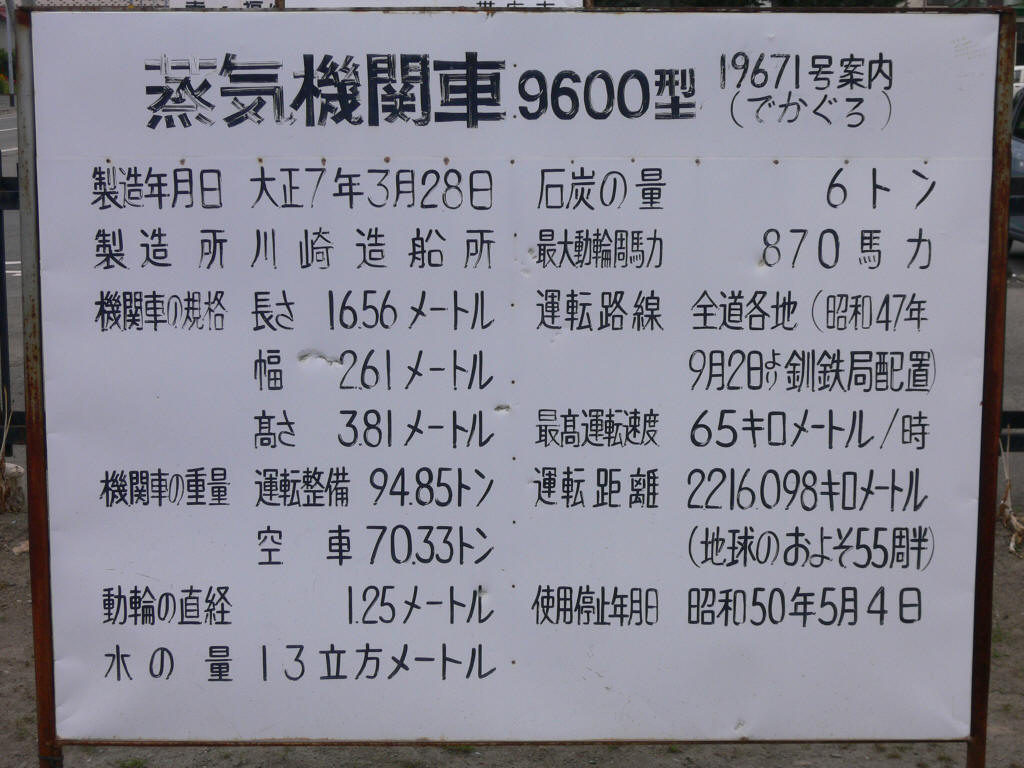 蒸気機関車 9600型 19671号案内
(でかぐろ)
製造年月日 大正7年3月28日
製造所 川崎造船所
機関車の規格 長さ 16.56メートル
幅 2.61メートル
高さ 3.81メートル
機関車の重量 運転整備 94.85トン
空車 70.33トン
動輪の直経 1.25メートル
水の量 13立方メートル
石炭の量 6トン
最大動輪周馬力 870馬力
運転路線 全道各地(昭和47年
9月2日より釧鉄局配置)
最高運転速度 65キロメートル/時
運転距離 2216.098キロメートル
(地球のおよそ55周半)
使用停止年月日 昭和50年5月4日